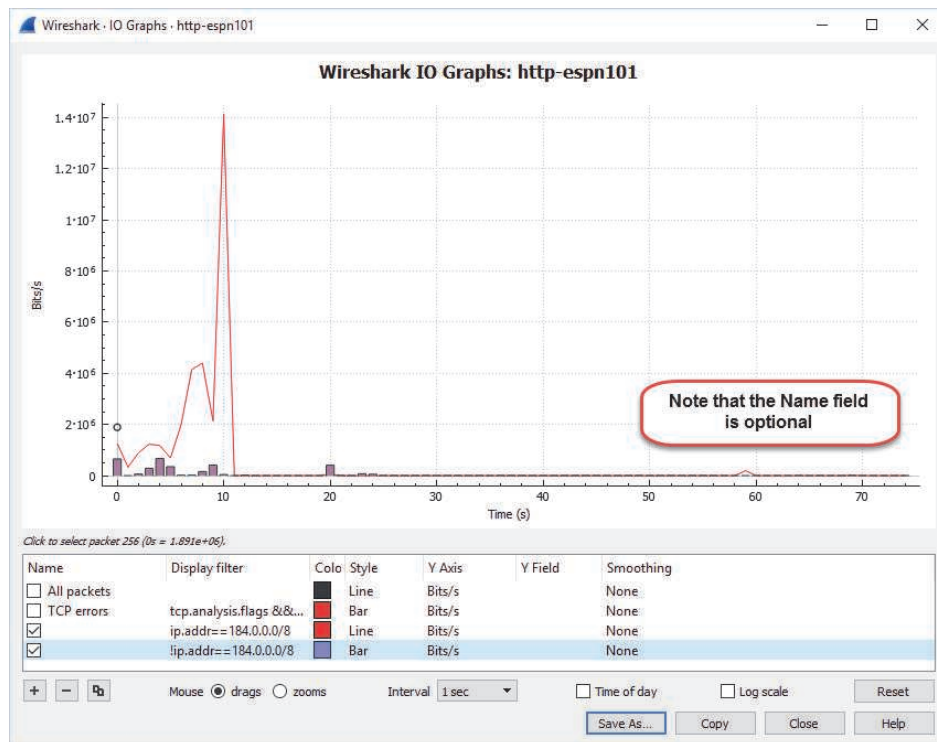 Wireshark · IO Graphs · http-espn101
Wireshark IO Graphs: http-espn101
1.4·10⁷
1.2·10⁷
1·10⁷
8·10⁶
6·10⁶
4·10⁶
2·10⁶
0
Bits/s
Note that the Name field
is optional
0 10 20 30 40 50 60 70
Time (s)
Click to select packet 256 (0s = 1.891e+06).
Name Display filter Colo Style Y Axis Y Field Smoothing
All packets Line Bits/s None
TCP errors tcp.analysis.flags &&... Bar Bits/s None
ip.addr==184.0.0.0/8 Line Bits/s None
!ip.addr==184.0.0.0/8 Bar Bits/s None
Mouse drags zooms Interval 1 sec Time of day Log scale Reset
Save As... Copy Close Help